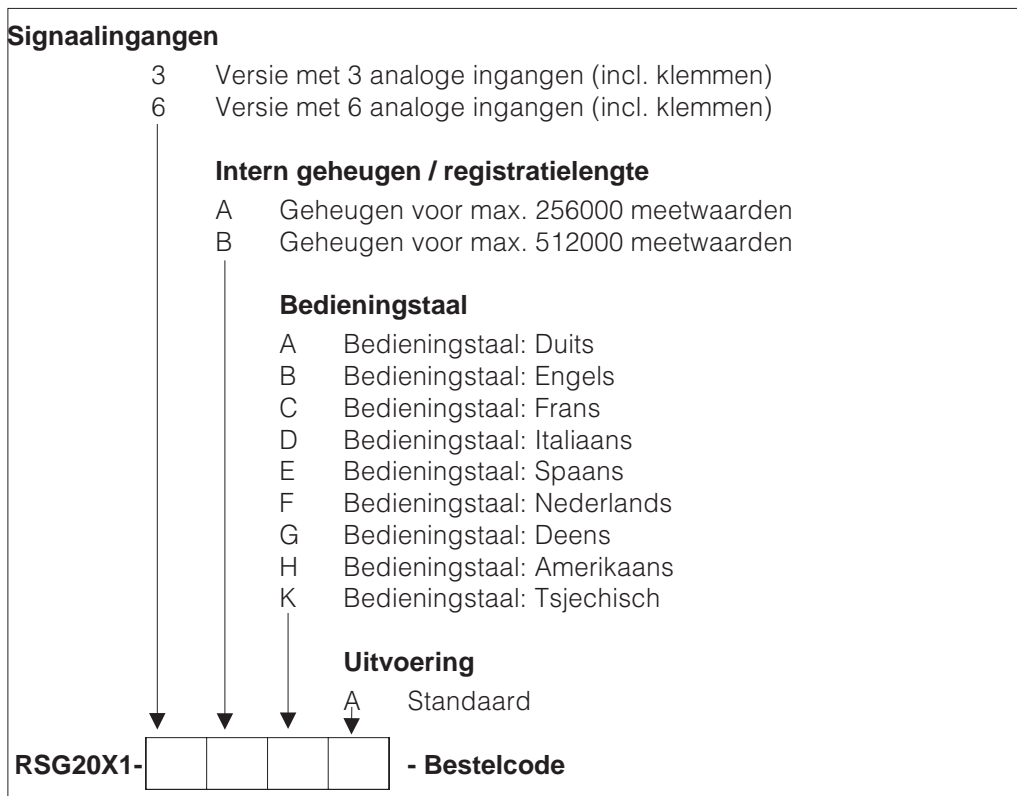 Signaalingangen
3 Versie met 3 analoge ingangen (incl. klemmen)
6 Versie met 6 analoge ingangen (incl. klemmen)
Intern geheugen / registratielengte
A Geheugen voor max. 256000 meetwaarden
B Geheugen voor max. 512000 meetwaarden
Bedieningstaal
A Bedieningstaal: Duits
B Bedieningstaal: Engels
C Bedieningstaal: Frans
D Bedieningstaal: Italiaans
E Bedieningstaal: Spaans
F Bedieningstaal: Nederlands
G Bedieningstaal: Deens
H Bedieningstaal: Amerikaans
K Bedieningstaal: Tsjechisch
Uitvoering
A Standaard
RSG20X1- - Bestelcode